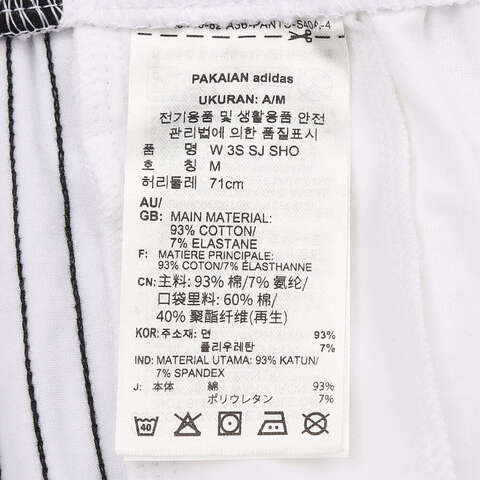 PAKAIAN adidas
UKURAN: A/M
전기용품 및 생활용품 안전
관리법에 의한 품질표시
품 명 W 3S SJ SHO
호 칭 M
허리둘레 71cm
AU/
GB: MAIN MATERIAL:
93% COTTON/
7% ELASTANE
F: MATIERE PRINCIPALE:
93% COTON/7% ÉLASTHANNE
CN: 主料: 93% 棉/7% 氨纶/
口袋里料: 60% 棉/
40% 聚酯纤维(再生)
KOR: 주소재: 면 93%
폴리우레탄 7%
IND: MATERIAL UTAMA: 93% KATUN/
7% SPANDEX
J: 本体 綿 93%
ポリウレタン 7%
40